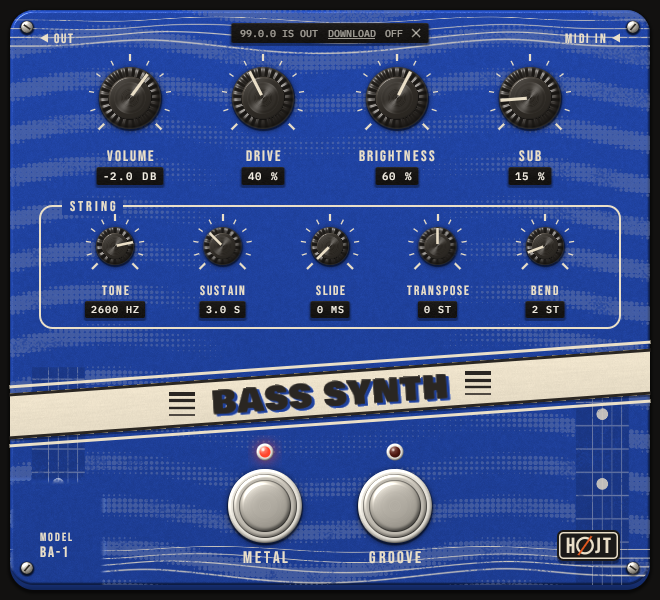 OUT
99.0.0 IS OUT DOWNLOAD OFF
MIDI IN
VOLUME DRIVE BRIGHTNESS SUB
-2.0 DB 40 % 60 % 15 %
STRING
TONE SUSTAIN SLIDE TRANSPOSE BEND
2600 HZ 3.0 S 0 MS 0 ST 2 ST
BASS SYNTH
METAL GROOVE
MODEL
BA-1
HØJT